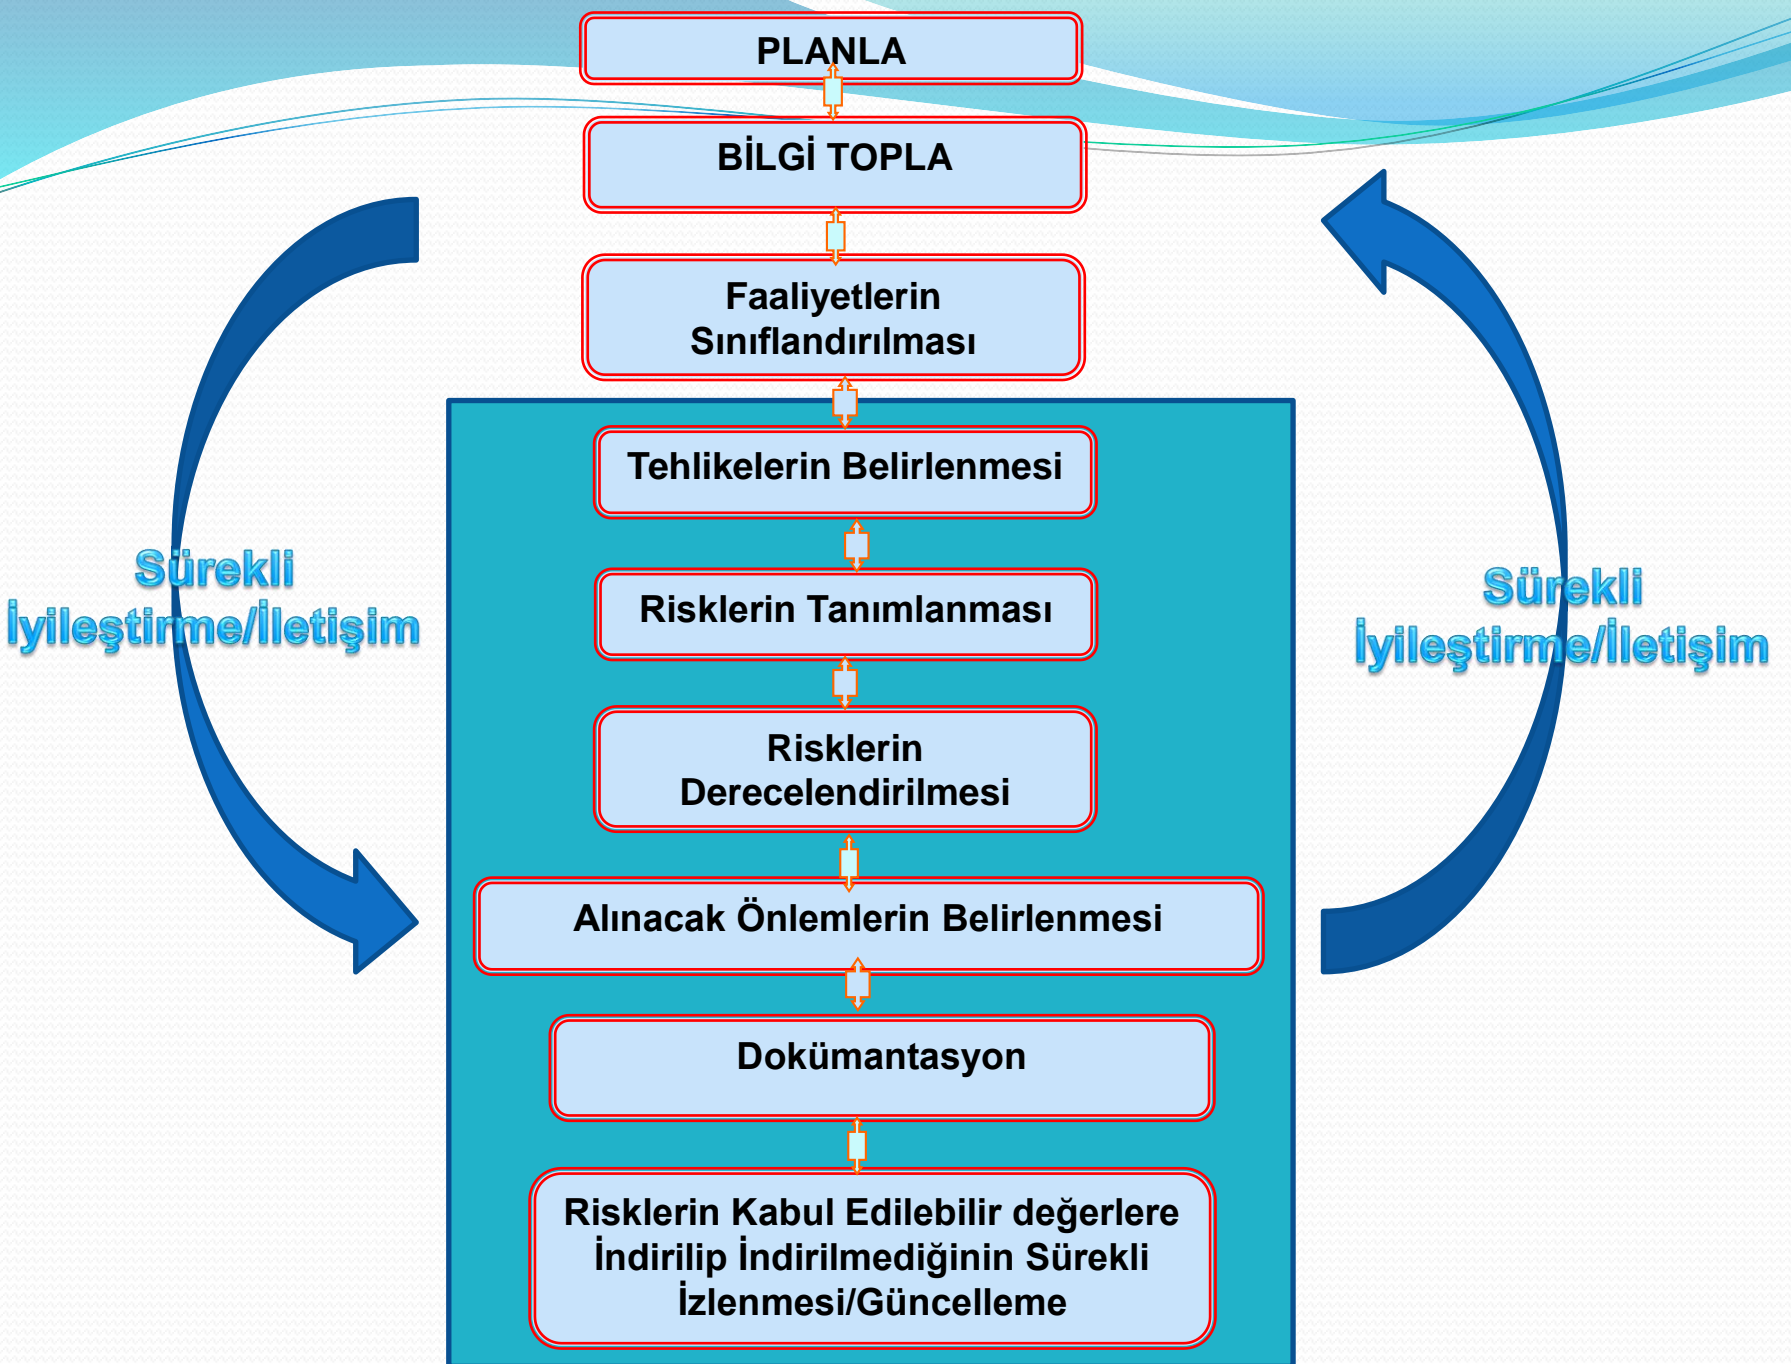 PLANLA
BİLGİ TOPLA
Faaliyetlerin
Sınıflandırılması
Tehlikelerin Belirlenmesi
Risklerin Tanımlanması
Risklerin
Derecelendirilmesi
Alınacak Önlemlerin Belirlenmesi
Dokümantasyon
Risklerin Kabul Edilebilir değerlere
İndirilip İndirilmediğinin Sürekli
İzlenmesi/Güncelleme
Sürekli
İyileştirme/İletişim
Sürekli
İyileştirme/İletişim